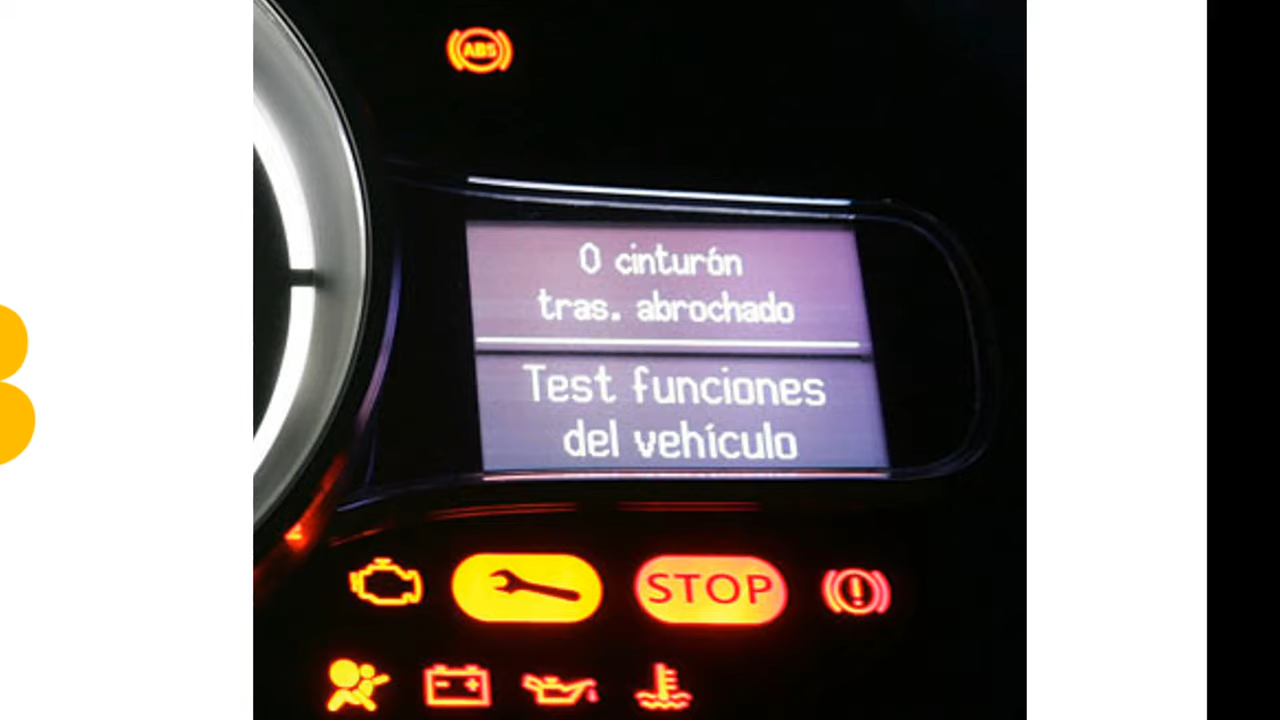 ABS
0 cinturón
tras. abrochado
Test funciones
del vehículo
STOP